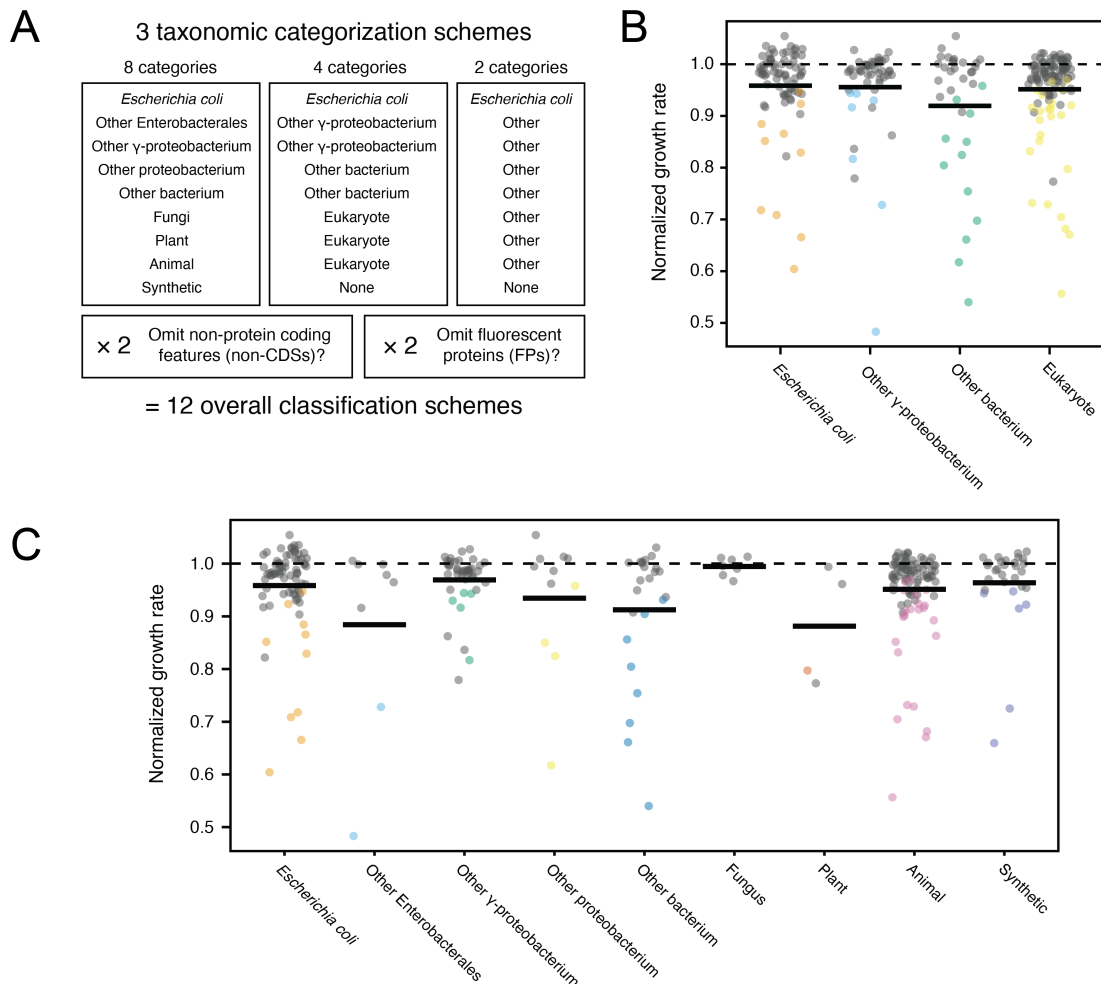 A
3 taxonomic categorization schemes
8 categories
4 categories
2 categories
Escherichia coli
Other Enterobacterales
Other γ-proteobacterium
Other proteobacterium
Other bacterium
Fungi
Plant
Animal
Synthetic
Escherichia coli
Other γ-proteobacterium
Other γ-proteobacterium
Other bacterium
Other bacterium
Eukaryote
Eukaryote
Eukaryote
None
Escherichia coli
Other
Other
Other
Other
Other
Other
Other
None
× 2
Omit non-protein coding
features (non-CDSs)?
× 2
Omit fluorescent
proteins (FPs)?
= 12 overall classification schemes
B
Normalized growth rate
1.0
0.9
0.8
0.7
0.6
0.5
Escherichia coli
Other γ-proteobacterium
Other bacterium
Eukaryote
C
Normalized growth rate
1.0
0.9
0.8
0.7
0.6
0.5
Escherichia coli
Other Enterobacterales
Other γ-proteobacterium
Other proteobacterium
Other bacterium
Fungus
Plant
Animal
Synthetic